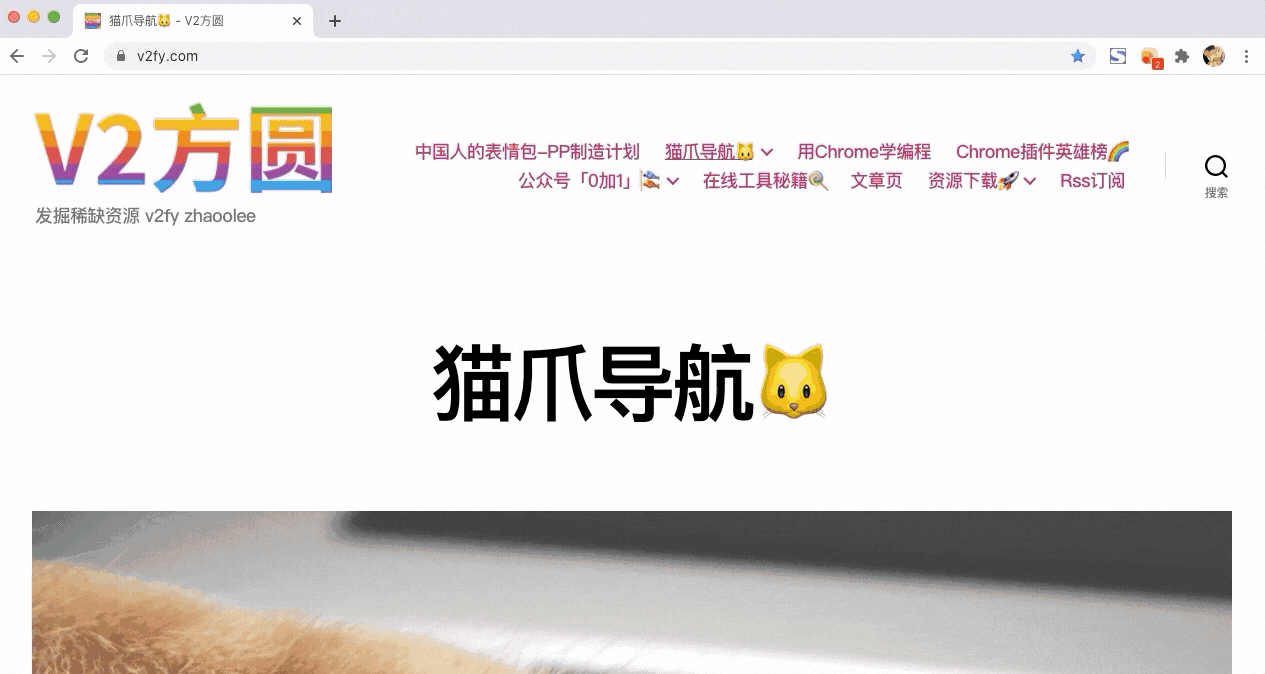 猫爪导航🐱 - V2方圆
v2fy.com
2
V2方圆
发掘稀缺资源 v2fy zhaoolee
中国人的表情包–PP制造计划 猫爪导航🐱 用Chrome学编程 Chrome插件英雄榜🌈
公众号「0加1」🎏 在线工具秘籍🍭 文章页 资源下载🚀 Rss订阅
搜索
猫爪导航🐱